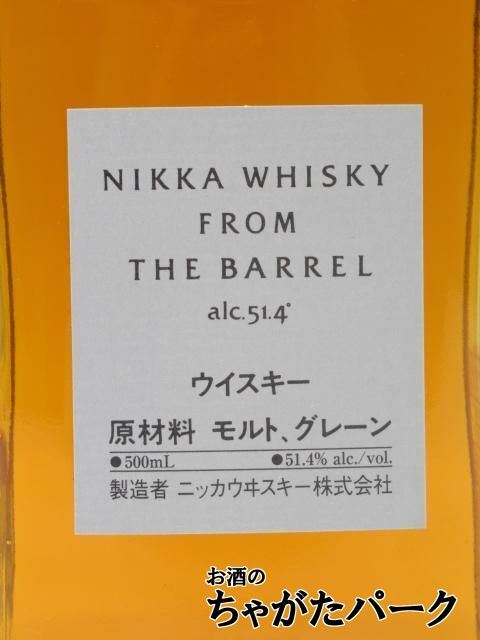 NIKKA WHISKY
FROM
THE BARREL
alc.51.4°
ウイスキー
原材料 モルト、グレーン
●500mL ●51.4% alc./vol.
製造者 ニッカウヰスキー株式会社
お酒の
ちゃがたパーク